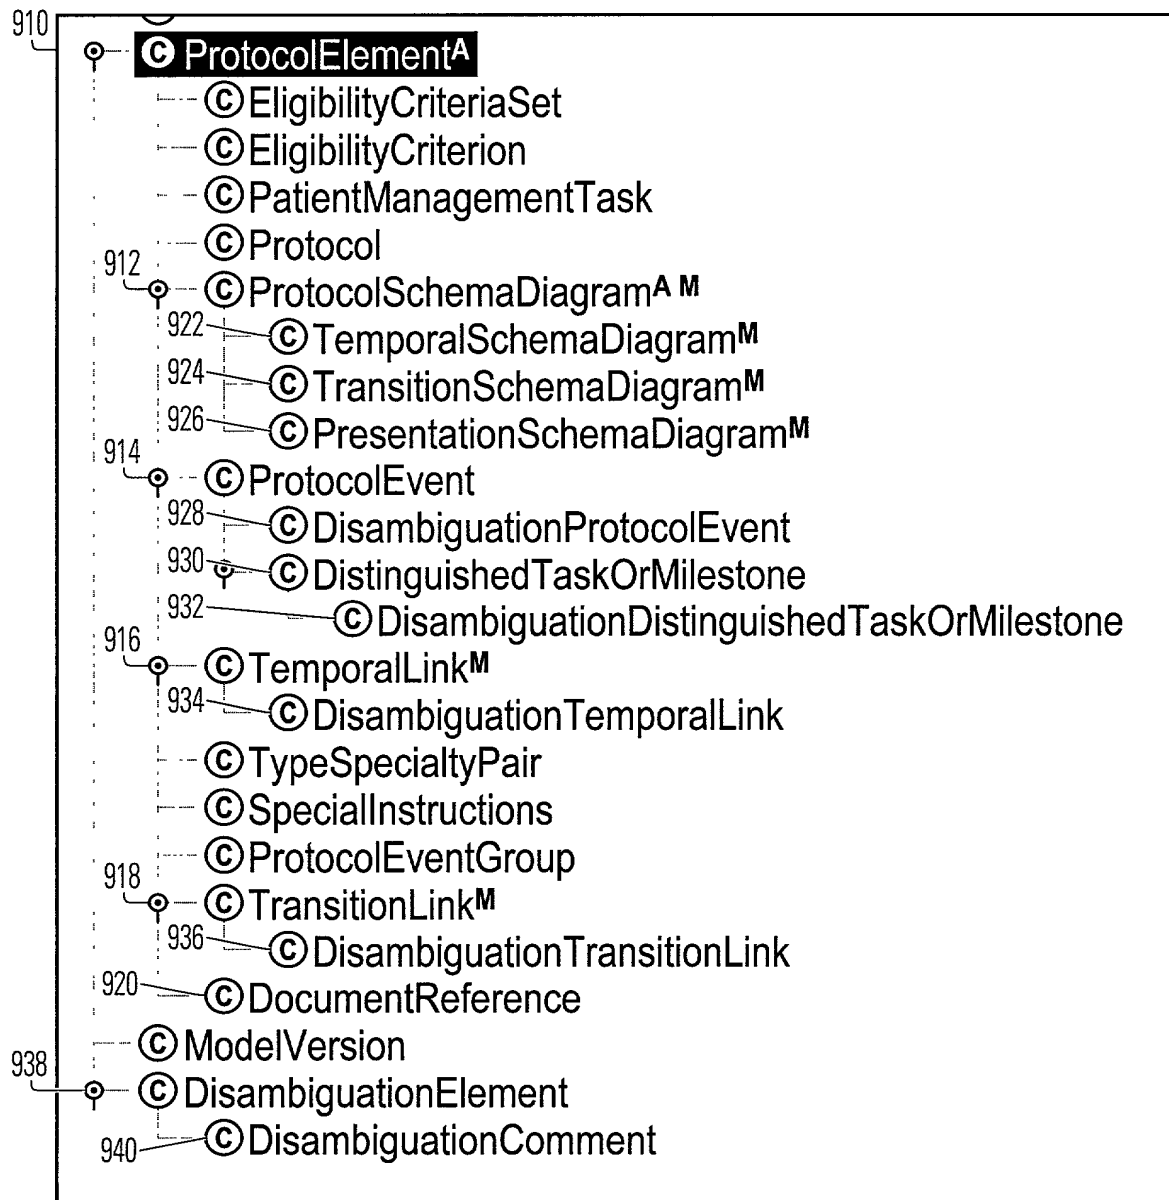 910
Ⓒ ProtocolElementᴬ
Ⓒ EligibilityCriteriaSet
Ⓒ EligibilityCriterion
Ⓒ PatientManagementTask
Ⓒ Protocol
912 Ⓒ ProtocolSchemaDiagramᴬ ᴹ
922 Ⓒ TemporalSchemaDiagramᴹ
924 Ⓒ TransitionSchemaDiagramᴹ
926 Ⓒ PresentationSchemaDiagramᴹ
914 Ⓒ ProtocolEvent
928 Ⓒ DisambiguationProtocolEvent
930 Ⓒ DistinguishedTaskOrMilestone
932 Ⓒ DisambiguationDistinguishedTaskOrMilestone
916 Ⓒ TemporalLinkᴹ
934 Ⓒ DisambiguationTemporalLink
Ⓒ TypeSpecialtyPair
Ⓒ SpecialInstructions
Ⓒ ProtocolEventGroup
918 Ⓒ TransitionLinkᴹ
936 Ⓒ DisambiguationTransitionLink
920 Ⓒ DocumentReference
Ⓒ ModelVersion
938 Ⓒ DisambiguationElement
940 Ⓒ DisambiguationComment